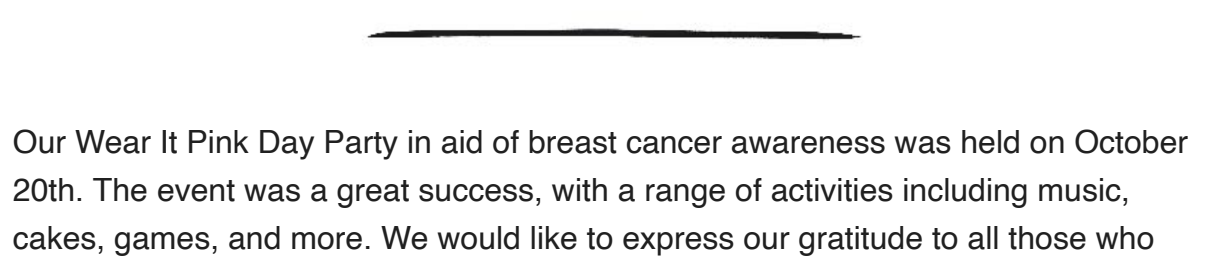 Our Wear It Pink Day Party in aid of breast cancer awareness was held on October
20th. The event was a great success, with a range of activities including music,
cakes, games, and more. We would like to express our gratitude to all those who